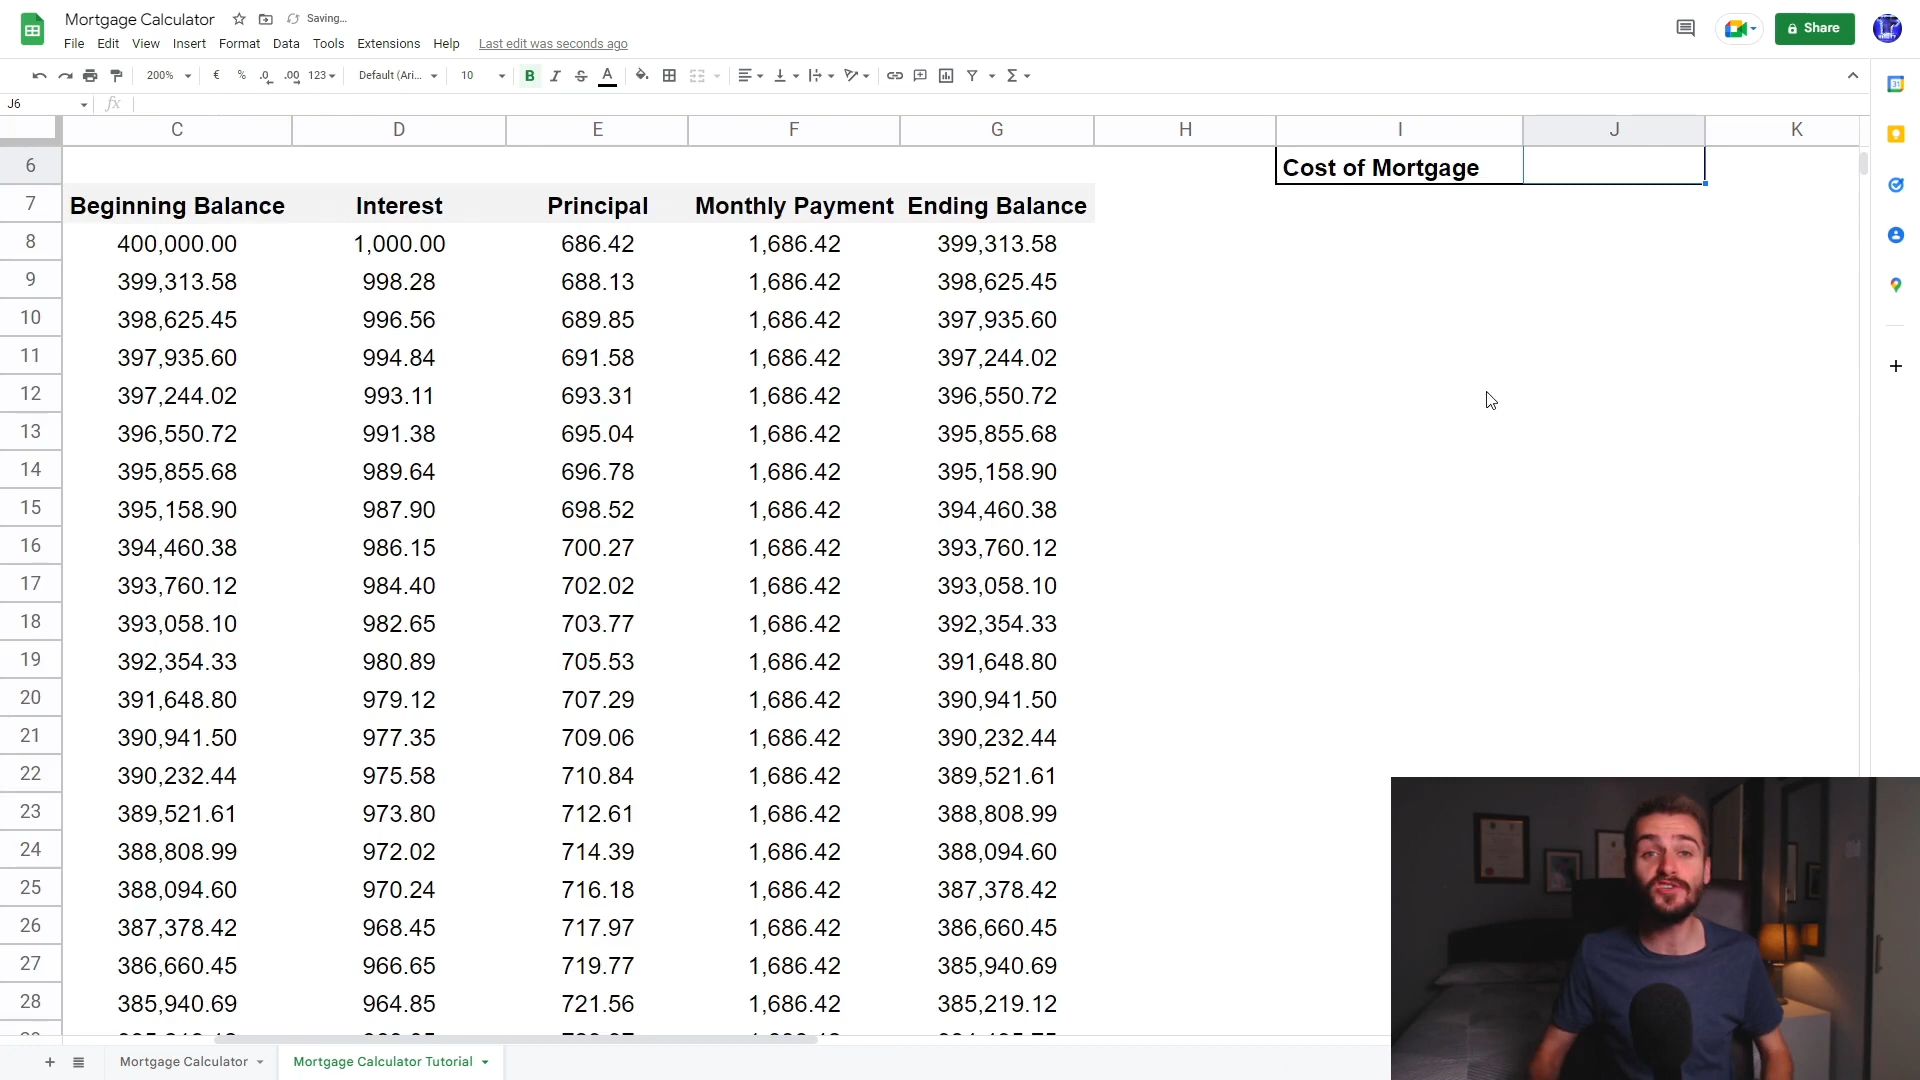 Mortgage Calculator Saving...
File Edit View Insert Format Data Tools Extensions Help Last edit was seconds ago
Share
200% € % .0 .00 123 Default (Ari... 10 B I S A Σ
J6 fx
C D E F G H I J K
6 Cost of Mortgage
7 Beginning Balance Interest Principal Monthly Payment Ending Balance
8 400,000.00 1,000.00 686.42 1,686.42 399,313.58
9 399,313.58 998.28 688.13 1,686.42 398,625.45
10 398,625.45 996.56 689.85 1,686.42 397,935.60
11 397,935.60 994.84 691.58 1,686.42 397,244.02
12 397,244.02 993.11 693.31 1,686.42 396,550.72
13 396,550.72 991.38 695.04 1,686.42 395,855.68
14 395,855.68 989.64 696.78 1,686.42 395,158.90
15 395,158.90 987.90 698.52 1,686.42 394,460.38
16 394,460.38 986.15 700.27 1,686.42 393,760.12
17 393,760.12 984.40 702.02 1,686.42 393,058.10
18 393,058.10 982.65 703.77 1,686.42 392,354.33
19 392,354.33 980.89 705.53 1,686.42 391,648.80
20 391,648.80 979.12 707.29 1,686.42 390,941.50
21 390,941.50 977.35 709.06 1,686.42 390,232.44
22 390,232.44 975.58 710.84 1,686.42 389,521.61
23 389,521.61 973.80 712.61 1,686.42 388,808.99
24 388,808.99 972.02 714.39 1,686.42 388,094.60
25 388,094.60 970.24 716.18 1,686.42 387,378.42
26 387,378.42 968.45 717.97 1,686.42 386,660.45
27 386,660.45 966.65 719.77 1,686.42 385,940.69
28 385,940.69 964.85 721.56 1,686.42 385,219.12
Mortgage Calculator Mortgage Calculator Tutorial